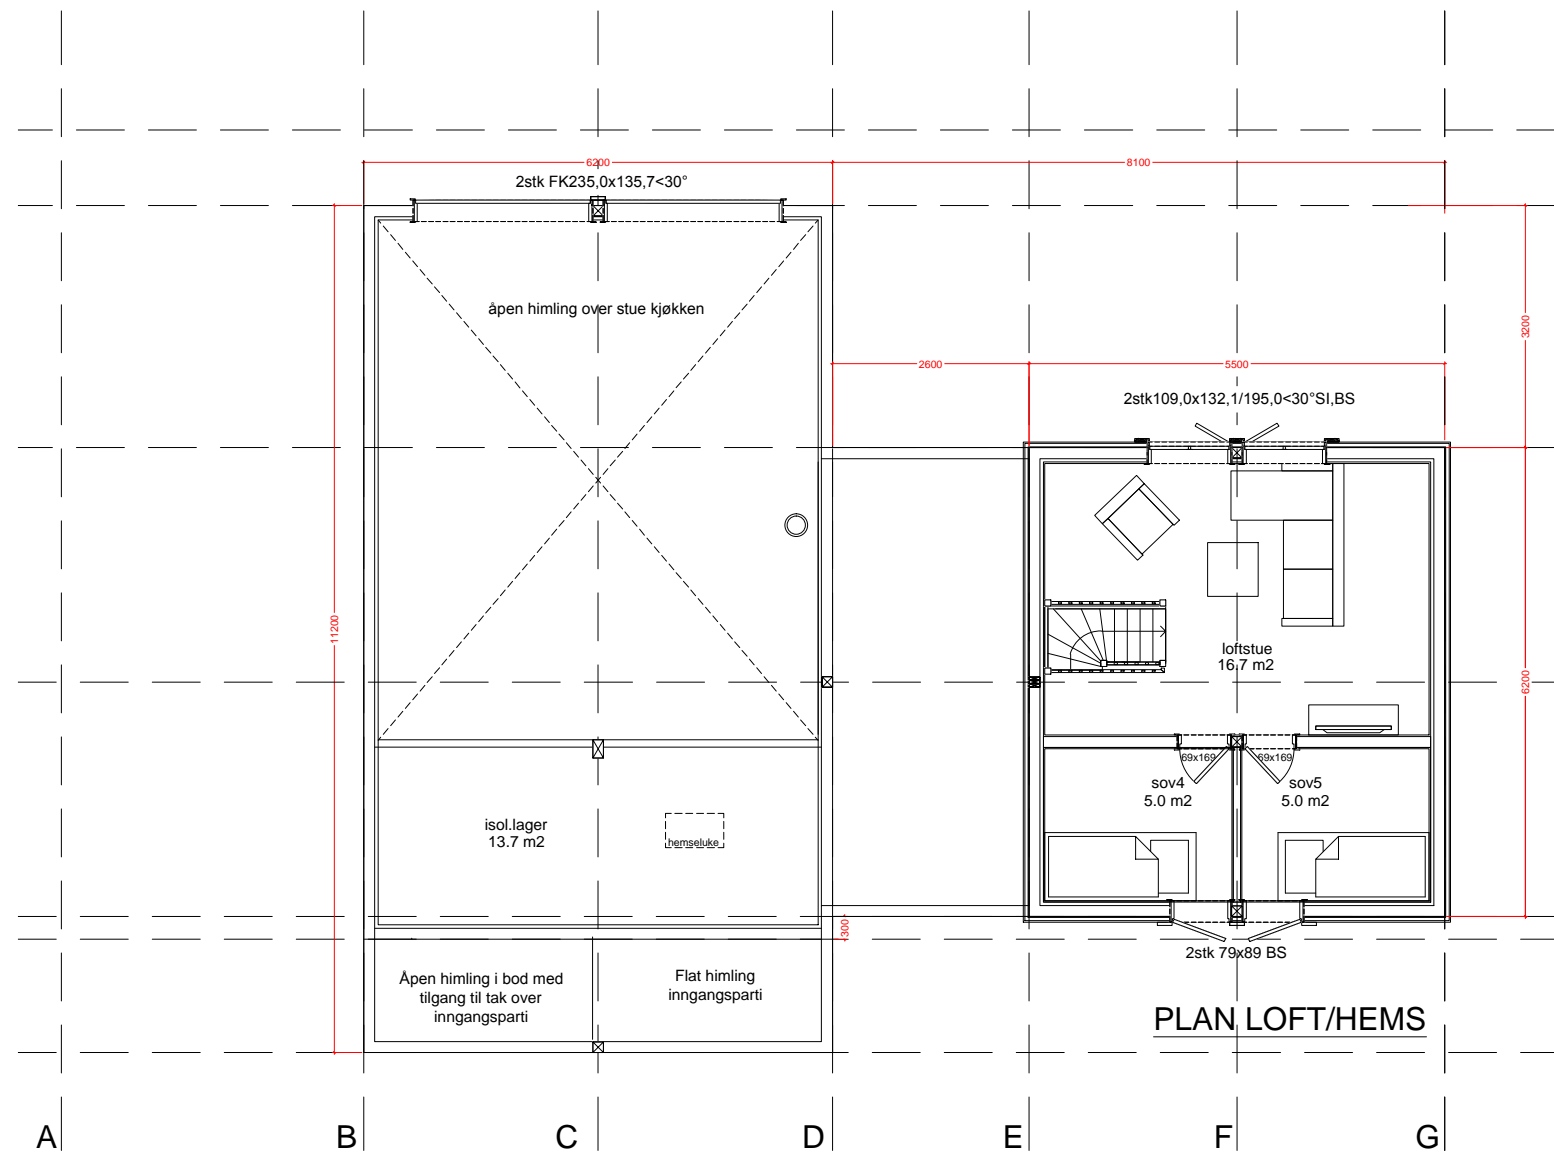 6200
8100
2stk FK235,0x135,7<30°
åpen himling over stue kjøkken
3200
2600
5500
2stk109,0x132,1/195,0<30°SI,BS
11200
loftstue
16.7 m2
6200
69x169
69x169
sov4
5.0 m2
sov5
5.0 m2
isol.lager
13.7 m2
hemseluke
300
2stk 79x89 BS
Åpen himling i bod med
tilgang til tak over
inngangsparti
Flat himling
inngangsparti
PLAN LOFT/HEMS
A
B
C
D
E
F
G